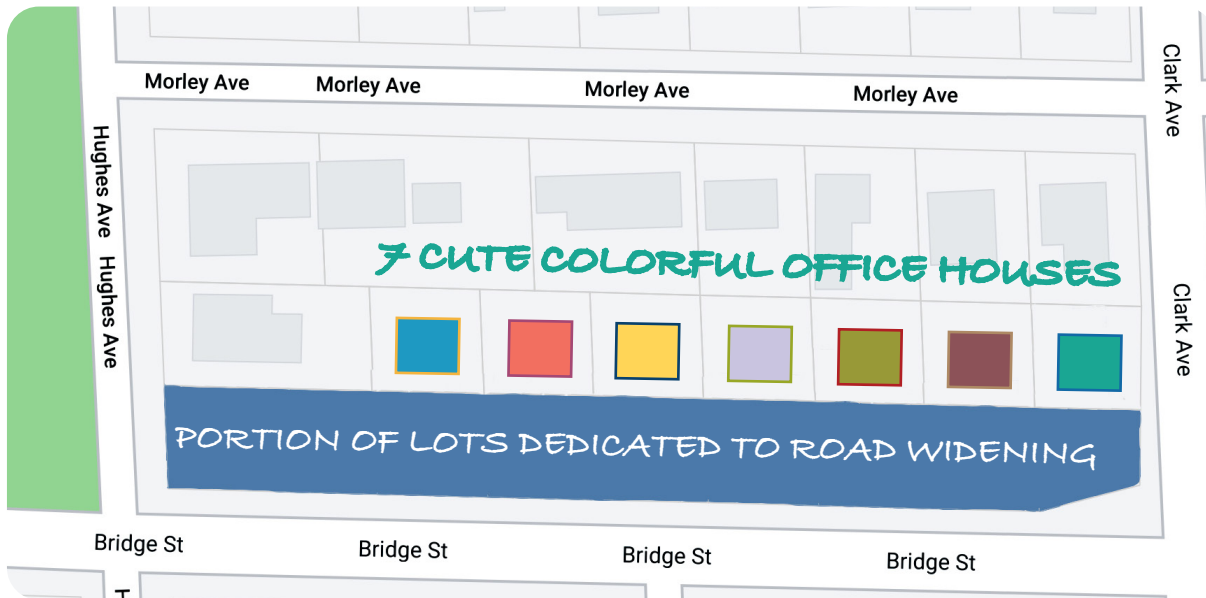 Morley Ave
Morley Ave
Morley Ave
Morley Ave
Clark Ave
Hughes Ave
Hughes Ave
7 CUTE COLORFUL OFFICE HOUSES
Clark Ave
PORTION OF LOTS DEDICATED TO ROAD WIDENING
Bridge St
Bridge St
Bridge St
Bridge St